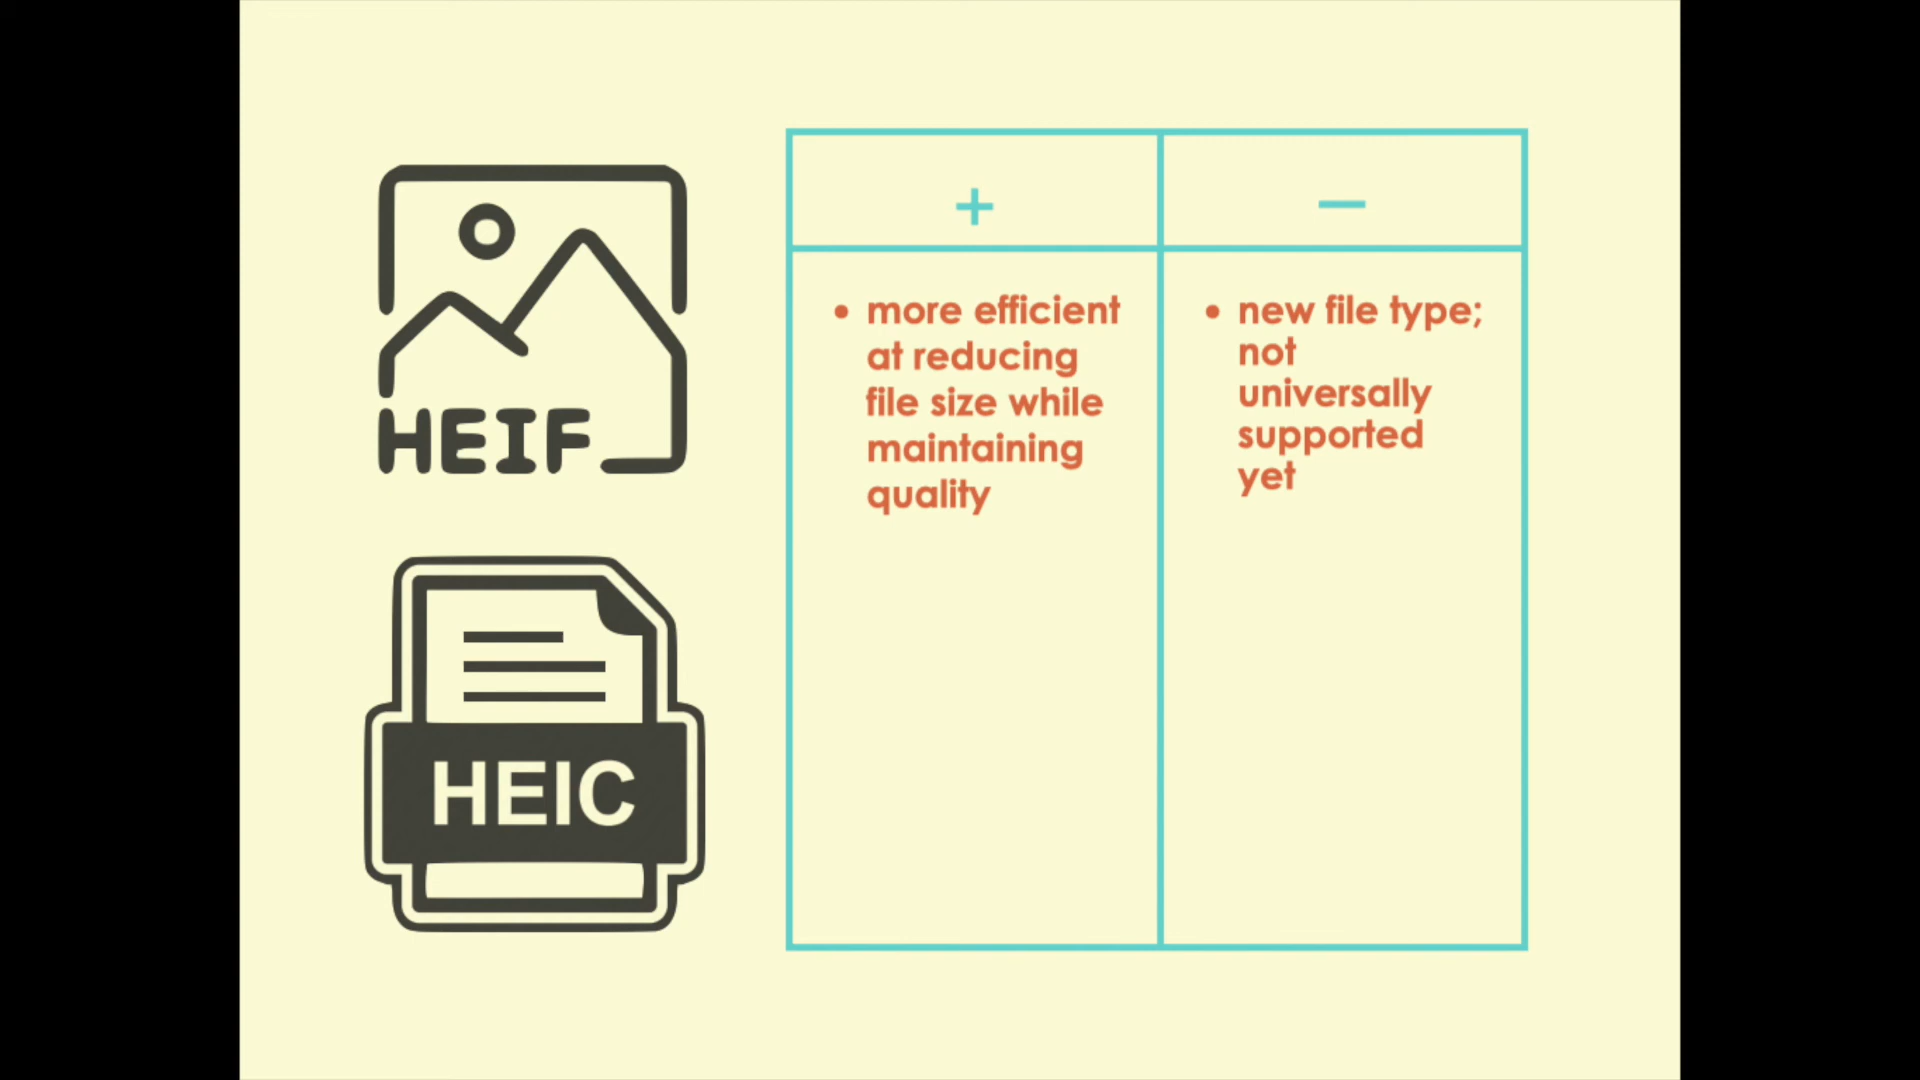 HEIF
HEIC
+
—
• more efficient
at reducing
file size while
maintaining
quality
• new file type;
not
universally
supported
yet